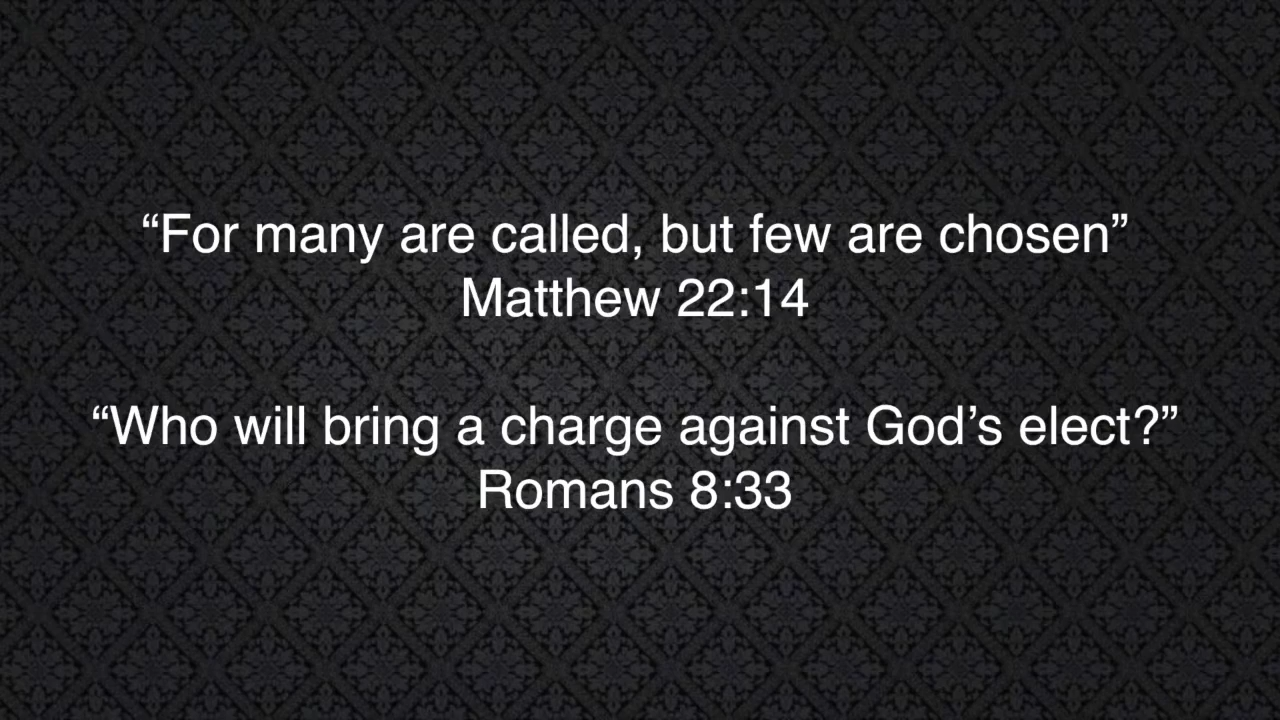 “For many are called, but few are chosen”
Matthew 22:14
“Who will bring a charge against God’s elect?”
Romans 8:33